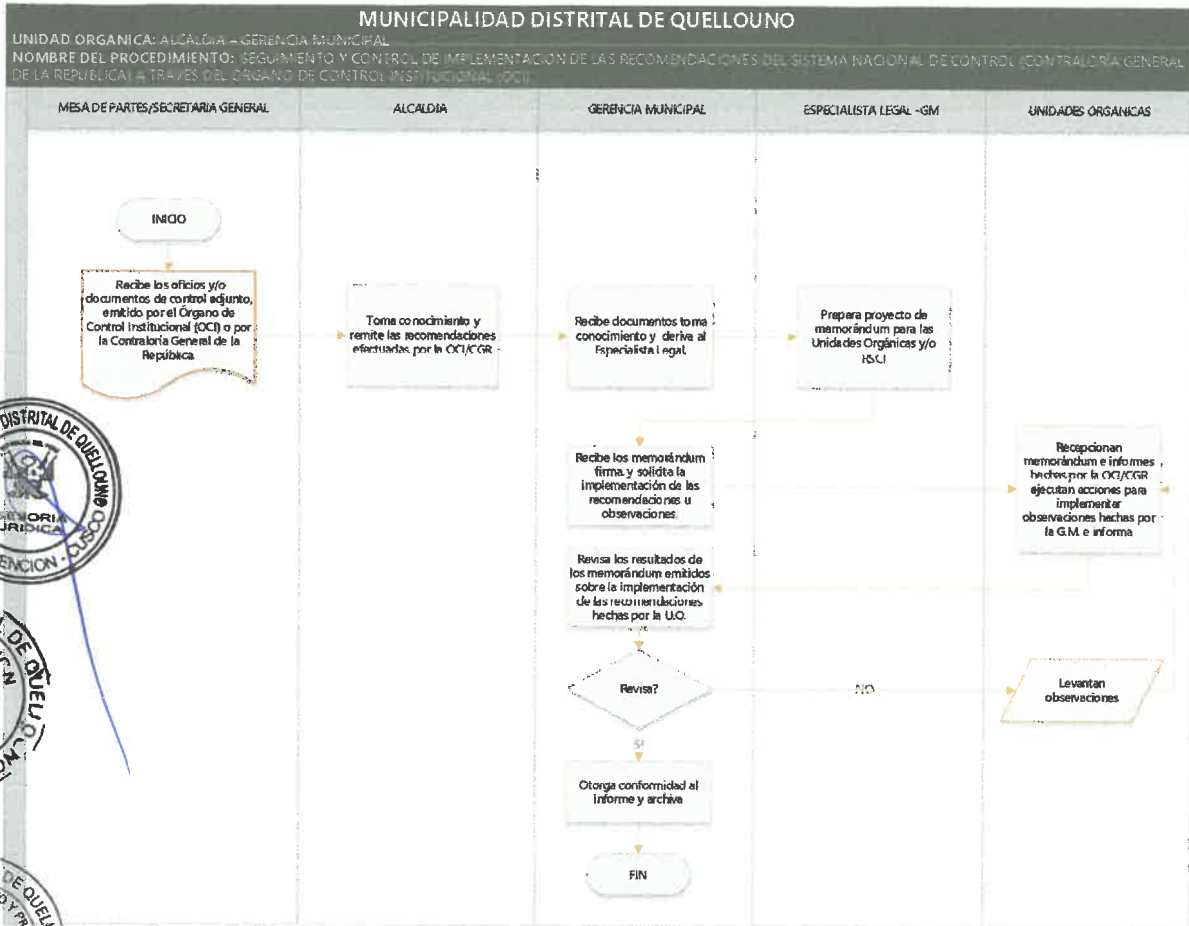 MUNICIPALIDAD DISTRITAL DE QUELLOUNO
UNIDAD ORGANICA: ALCALDIA – GERENCIA MUNICIPAL
NOMBRE DEL PROCEDIMIENTO: SEGUIMIENTO Y CONTROL DE IMPLEMENTACION DE LAS RECOMENDACIONES DEL SISTEMA NACIONAL DE CONTROL (CONTRALORIA GENERAL
DE LA REPUBLICA) A TRAVES DEL ORGANO DE CONTROL INSTITUCIONAL (OCI)
MESA DE PARTES/SECRETARIA GENERAL
ALCALDIA
GERENCIA MUNICIPAL
ESPECIALISTA LEGAL -GM
UNIDADES ORGANICAS
INICIO
Recibe los oficios y/o
documentos de control adjunto,
emitido por el Órgano de
Control Institucional (OCI) o por
la Contraloría General de la
República.
Toma conocimiento y
remite las recomendaciones
efectuadas por la OCI/CGR
Recibe documentos toma
conocimiento y deriva al
Especialista Legal.
Prepara proyecto de
memorándum para las
Unidades Orgánicas y/o
RSCI
Recibe los memorándum
firma y solicita la
implementación de las
recomendaciones u
observaciones.
Recepcionan
memorándum e informes
hechas por la OCI/CGR
ejecutan acciones para
implementar
observaciones hechas por
la G.M. e informa
Revisa los resultados de
los memorándum emitidos
sobre la implementación
de las recomendaciones
hechas por la U.O.
Revisa?
NO
Levantan
observaciones
SI
Otorga conformidad al
Informe y archiva
FIN
DISTRITAL DE QUELLOUNO
JURIDICA
CUSCO
DE QUELLO